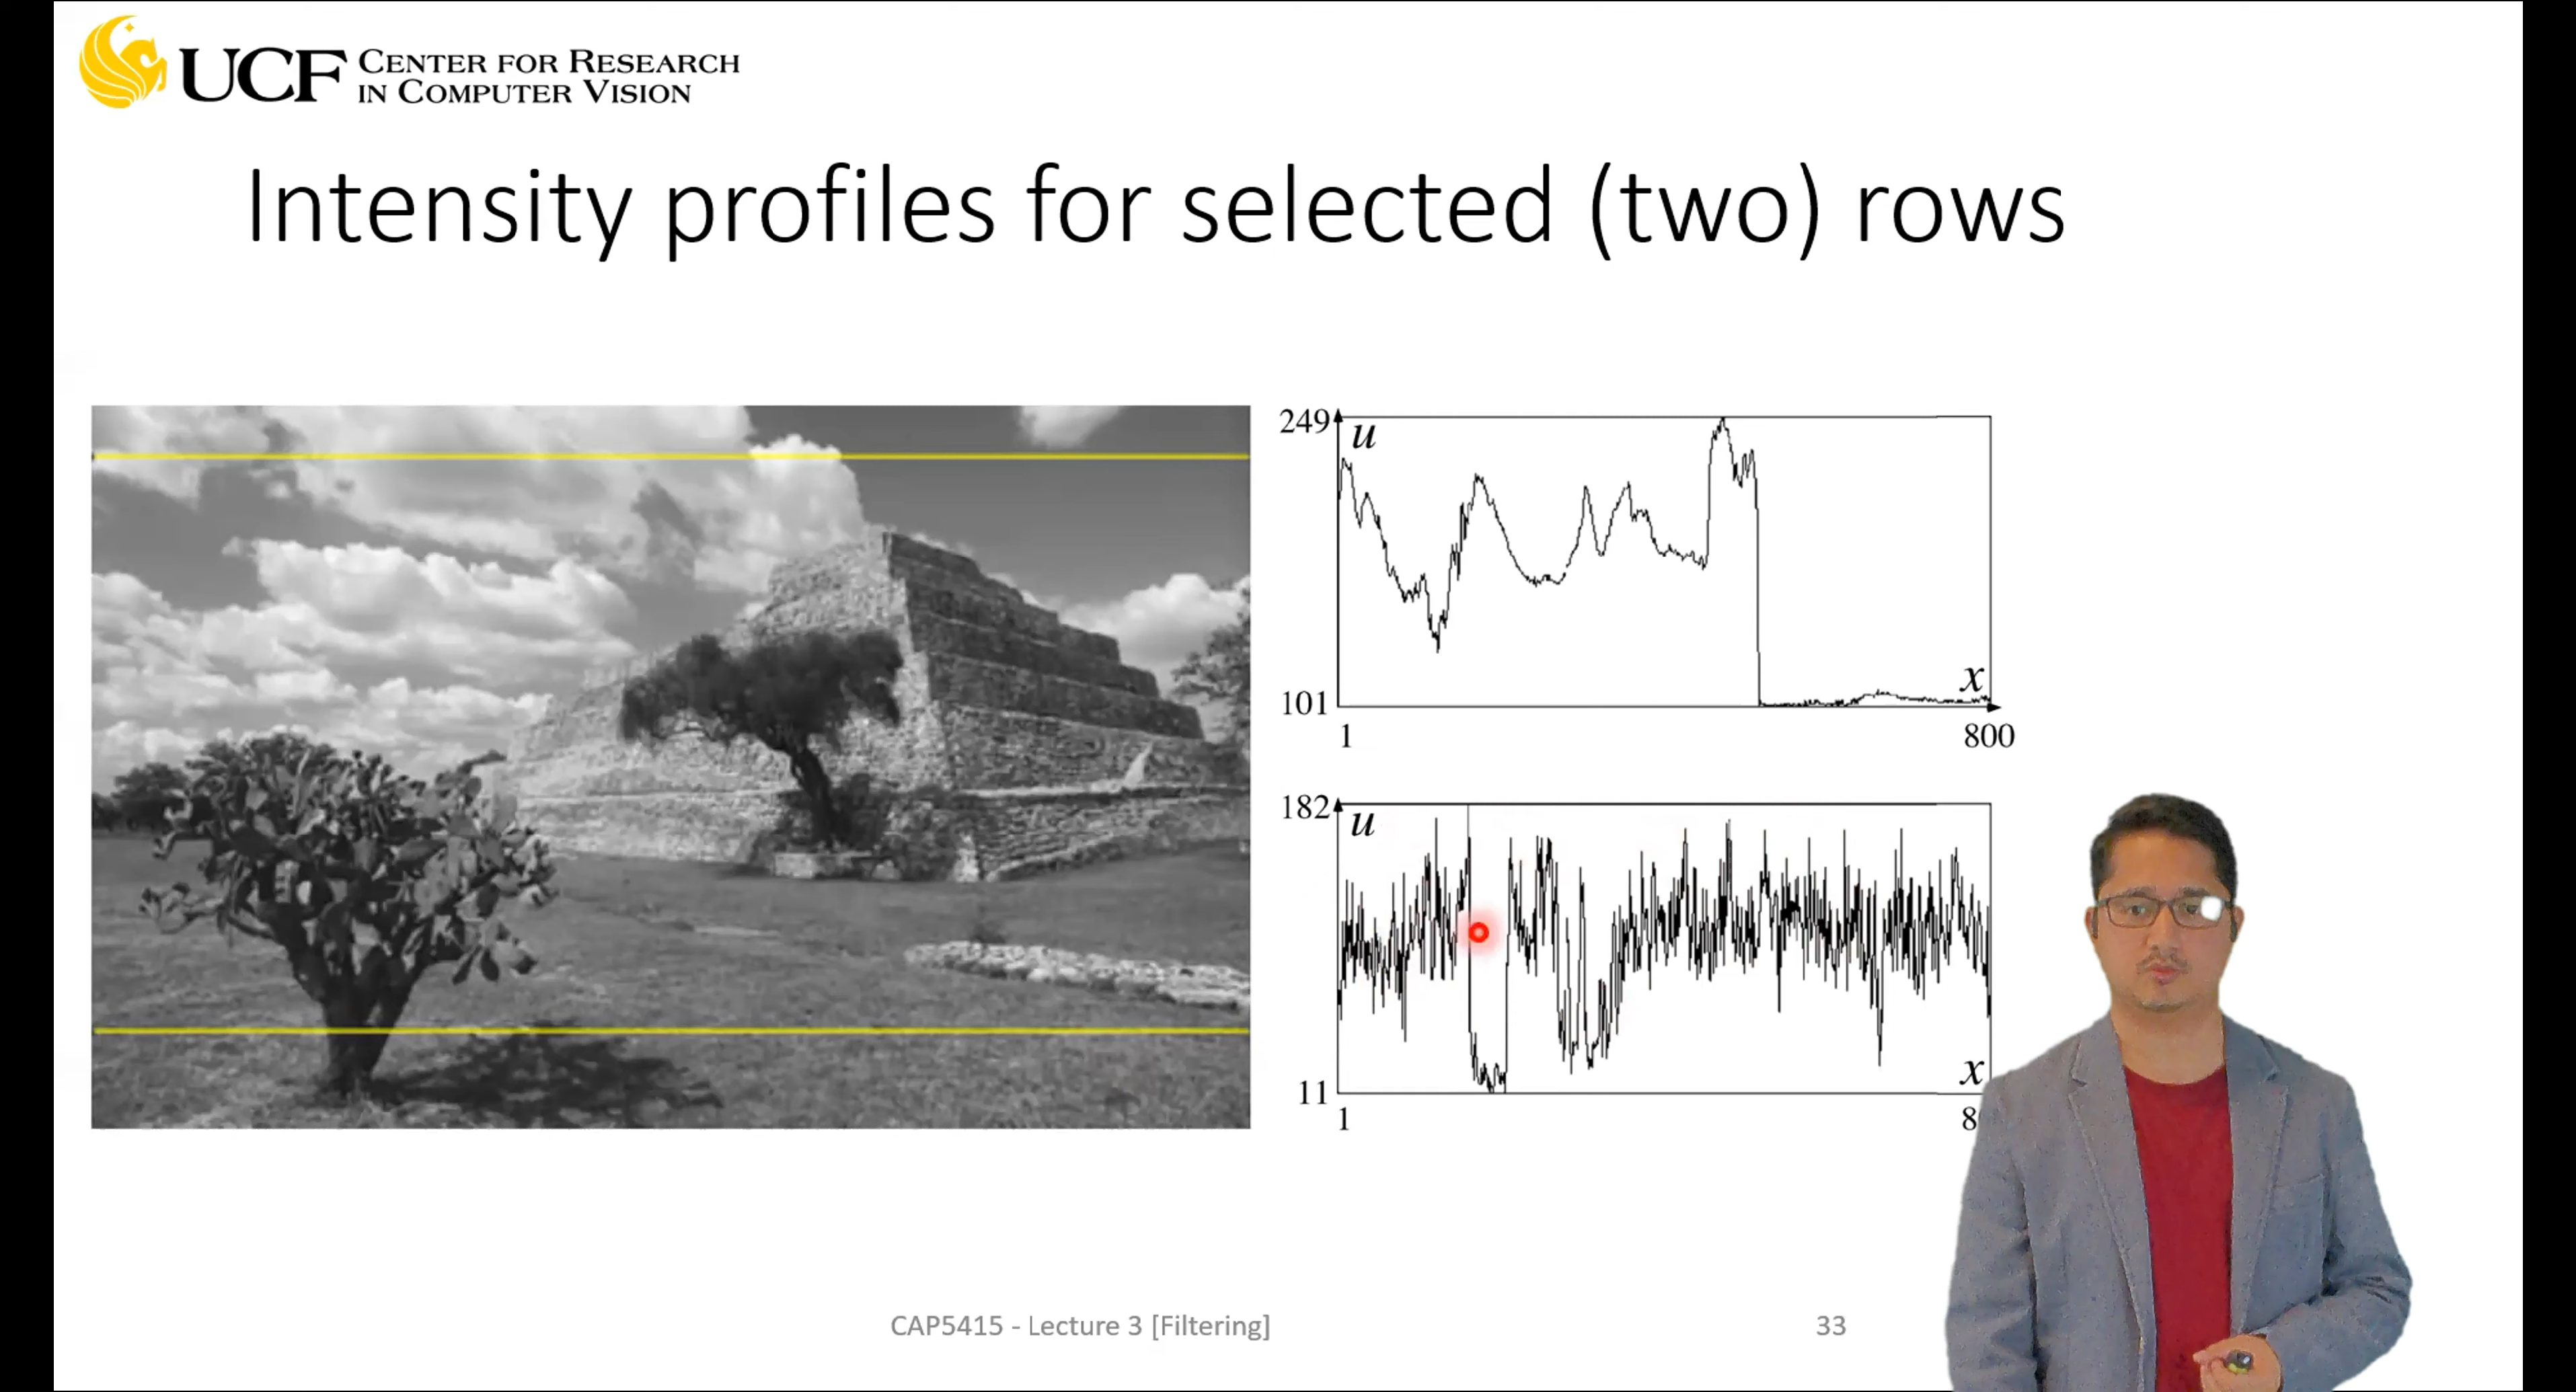 UCF CENTER FOR RESEARCH
IN COMPUTER VISION
Intensity profiles for selected (two) rows
249
u
x
101
1
800
182
u
x
11
1
8
CAP5415 - Lecture 3 [Filtering]
33